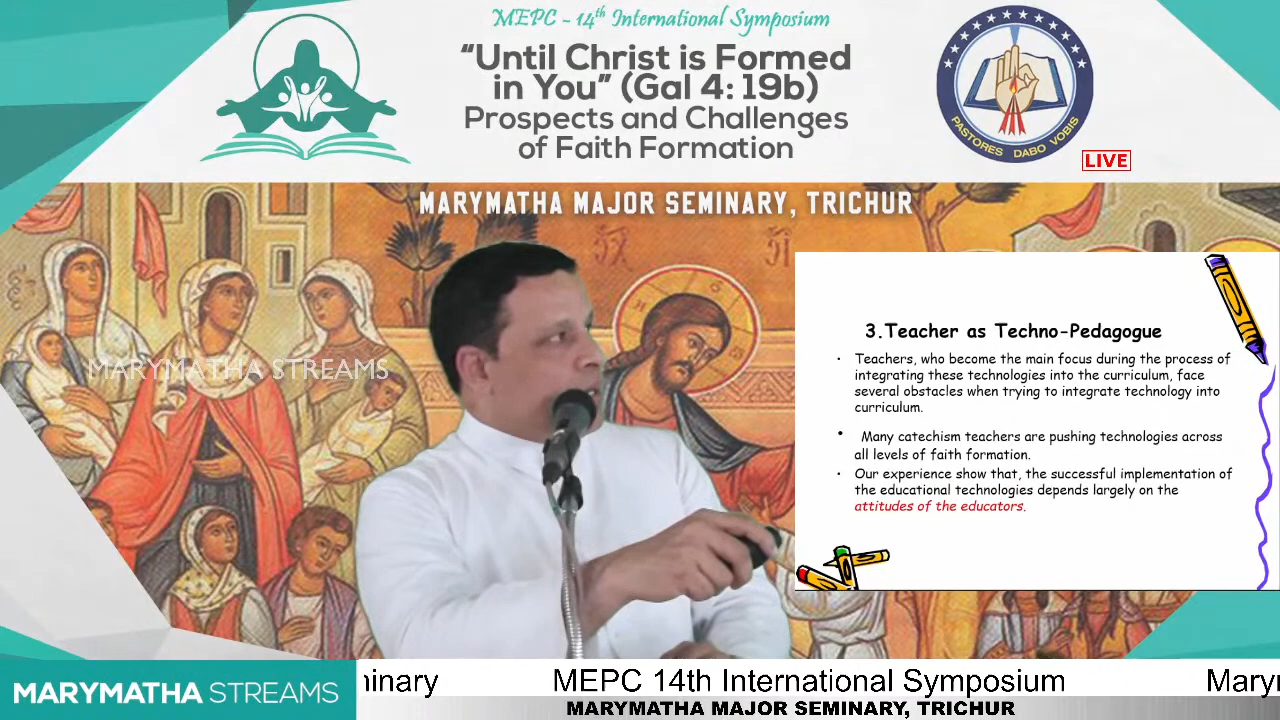 MEPC - 14th International Symposium
“Until Christ is Formed
in You” (Gal 4: 19b)
Prospects and Challenges
of Faith Formation
PASTORES DABO VOBIS
LIVE
MARYMATHA MAJOR SEMINARY, TRICHUR
MARYMATHA STREAMS
3.Teacher as Techno-Pedagogue
• Teachers, who become the main focus during the process of
integrating these technologies into the curriculum, face
several obstacles when trying to integrate technology into
curriculum.
• Many catechism teachers are pushing technologies across
all levels of faith formation.
• Our experience show that, the successful implementation of
the educational technologies depends largely on the
attitudes of the educators.
MARYMATHA STREAMS
inary MEPC 14th International Symposium Mary
MARYMATHA MAJOR SEMINARY, TRICHUR